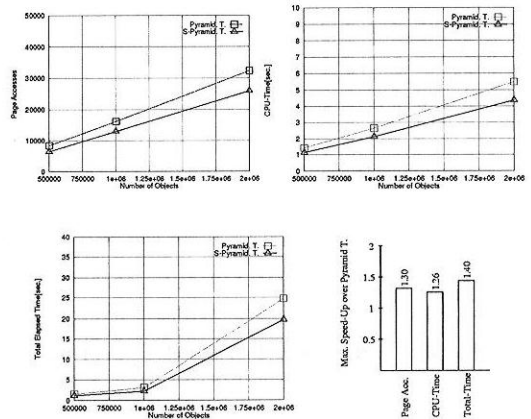 Pyramid. T.
S-Pyramid. T.
Page Accesses
50000
40000
30000
20000
10000
0
500000 750000 1e+06 1.25e+06 1.5e+06 1.75e+06 2e+06
Number of Objects
Pyramid. T.
S-Pyramid. T.
CPU-Time[sec.]
10
9
8
7
6
5
4
3
2
1
0
500000 750000 1e+06 1.25e+06 1.5e+06 1.75e+06 2e+06
Number of Objects
Pyramid. T.
S-Pyramid. T.
Total Elapsed Time[sec.]
40
35
30
25
20
15
10
5
0
500000 750000 1e+06 1.25e+06 1.5e+06 1.75e+06 2e+06
Number of Objects
Max. Speed-Up over Pyramid T.
2
1.5
1
0.5
1.30
1.26
1.40
Page Acc.
CPU-Time
Total-Time